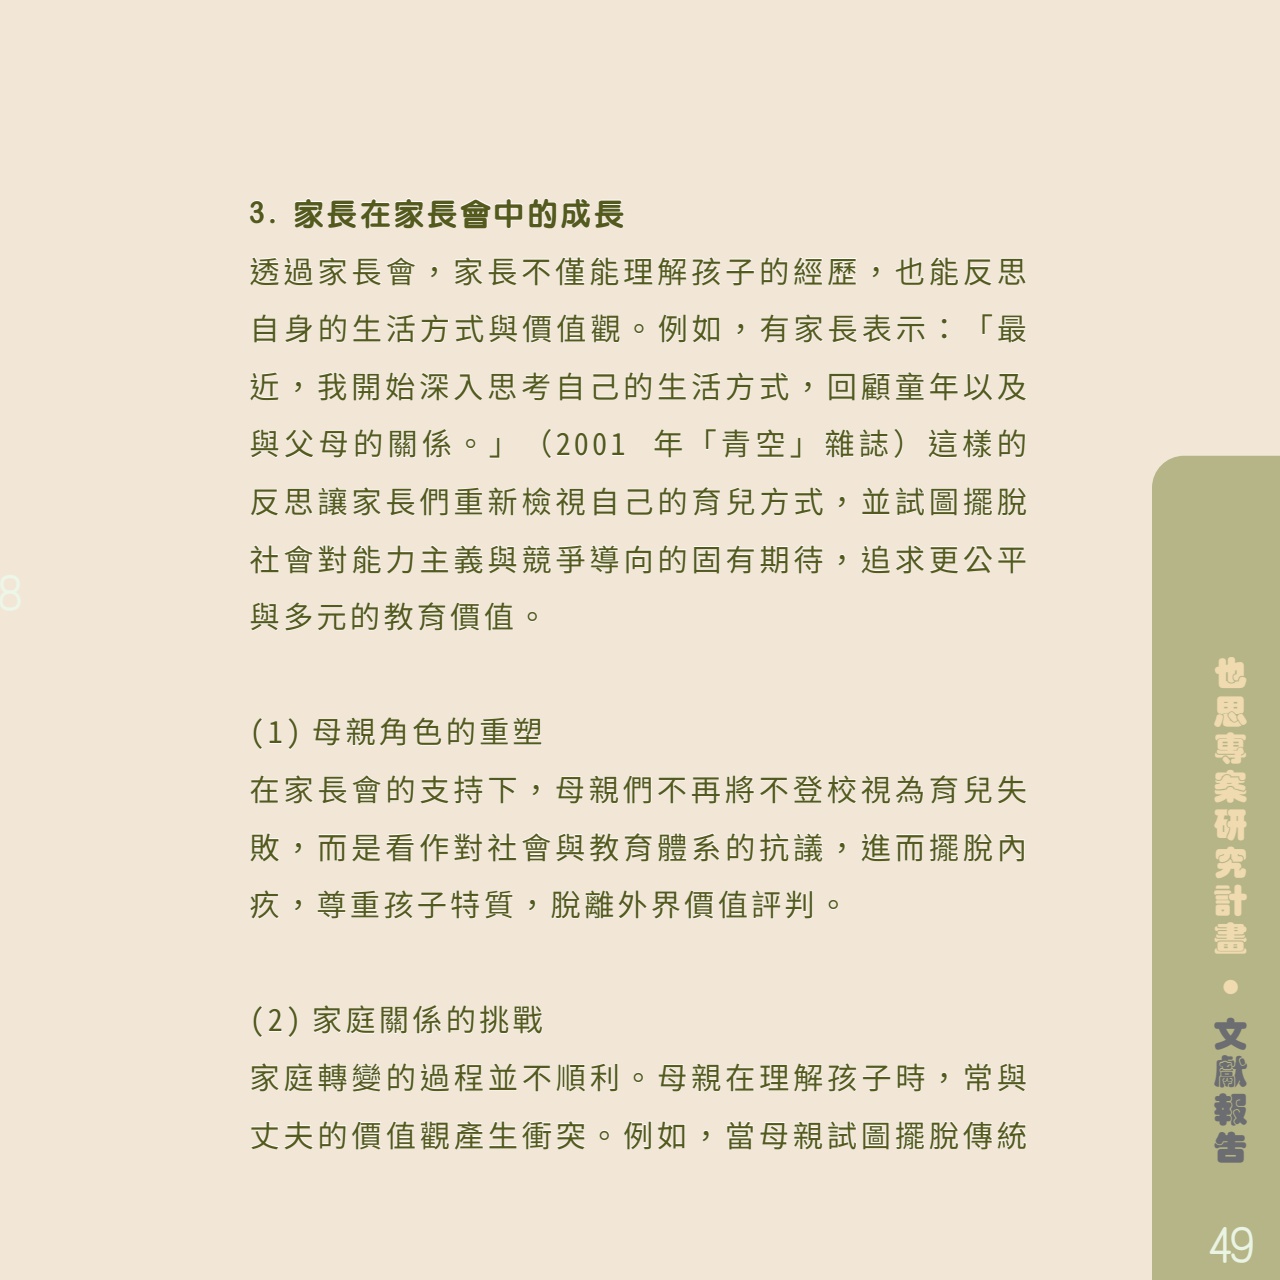 3. 家長在家長會中的成長
透過家長會，家長不僅能理解孩子的經歷，也能反思
自身的生活方式與價值觀。例如，有家長表示：「最
近，我開始深入思考自己的生活方式，回顧童年以及
與父母的關係。」（2001 年「青空」雜誌）這樣的
反思讓家長們重新檢視自己的育兒方式，並試圖擺脫
社會對能力主義與競爭導向的固有期待，追求更公平
與多元的教育價值。
(1) 母親角色的重塑
在家長會的支持下，母親們不再將不登校視為育兒失
敗，而是看作對社會與教育體系的抗議，進而擺脫內
疚，尊重孩子特質，脫離外界價值評判。
(2) 家庭關係的挑戰
家庭轉變的過程並不順利。母親在理解孩子時，常與
丈夫的價值觀產生衝突。例如，當母親試圖擺脫傳統
8
也思專案研究計畫・文獻報告
49